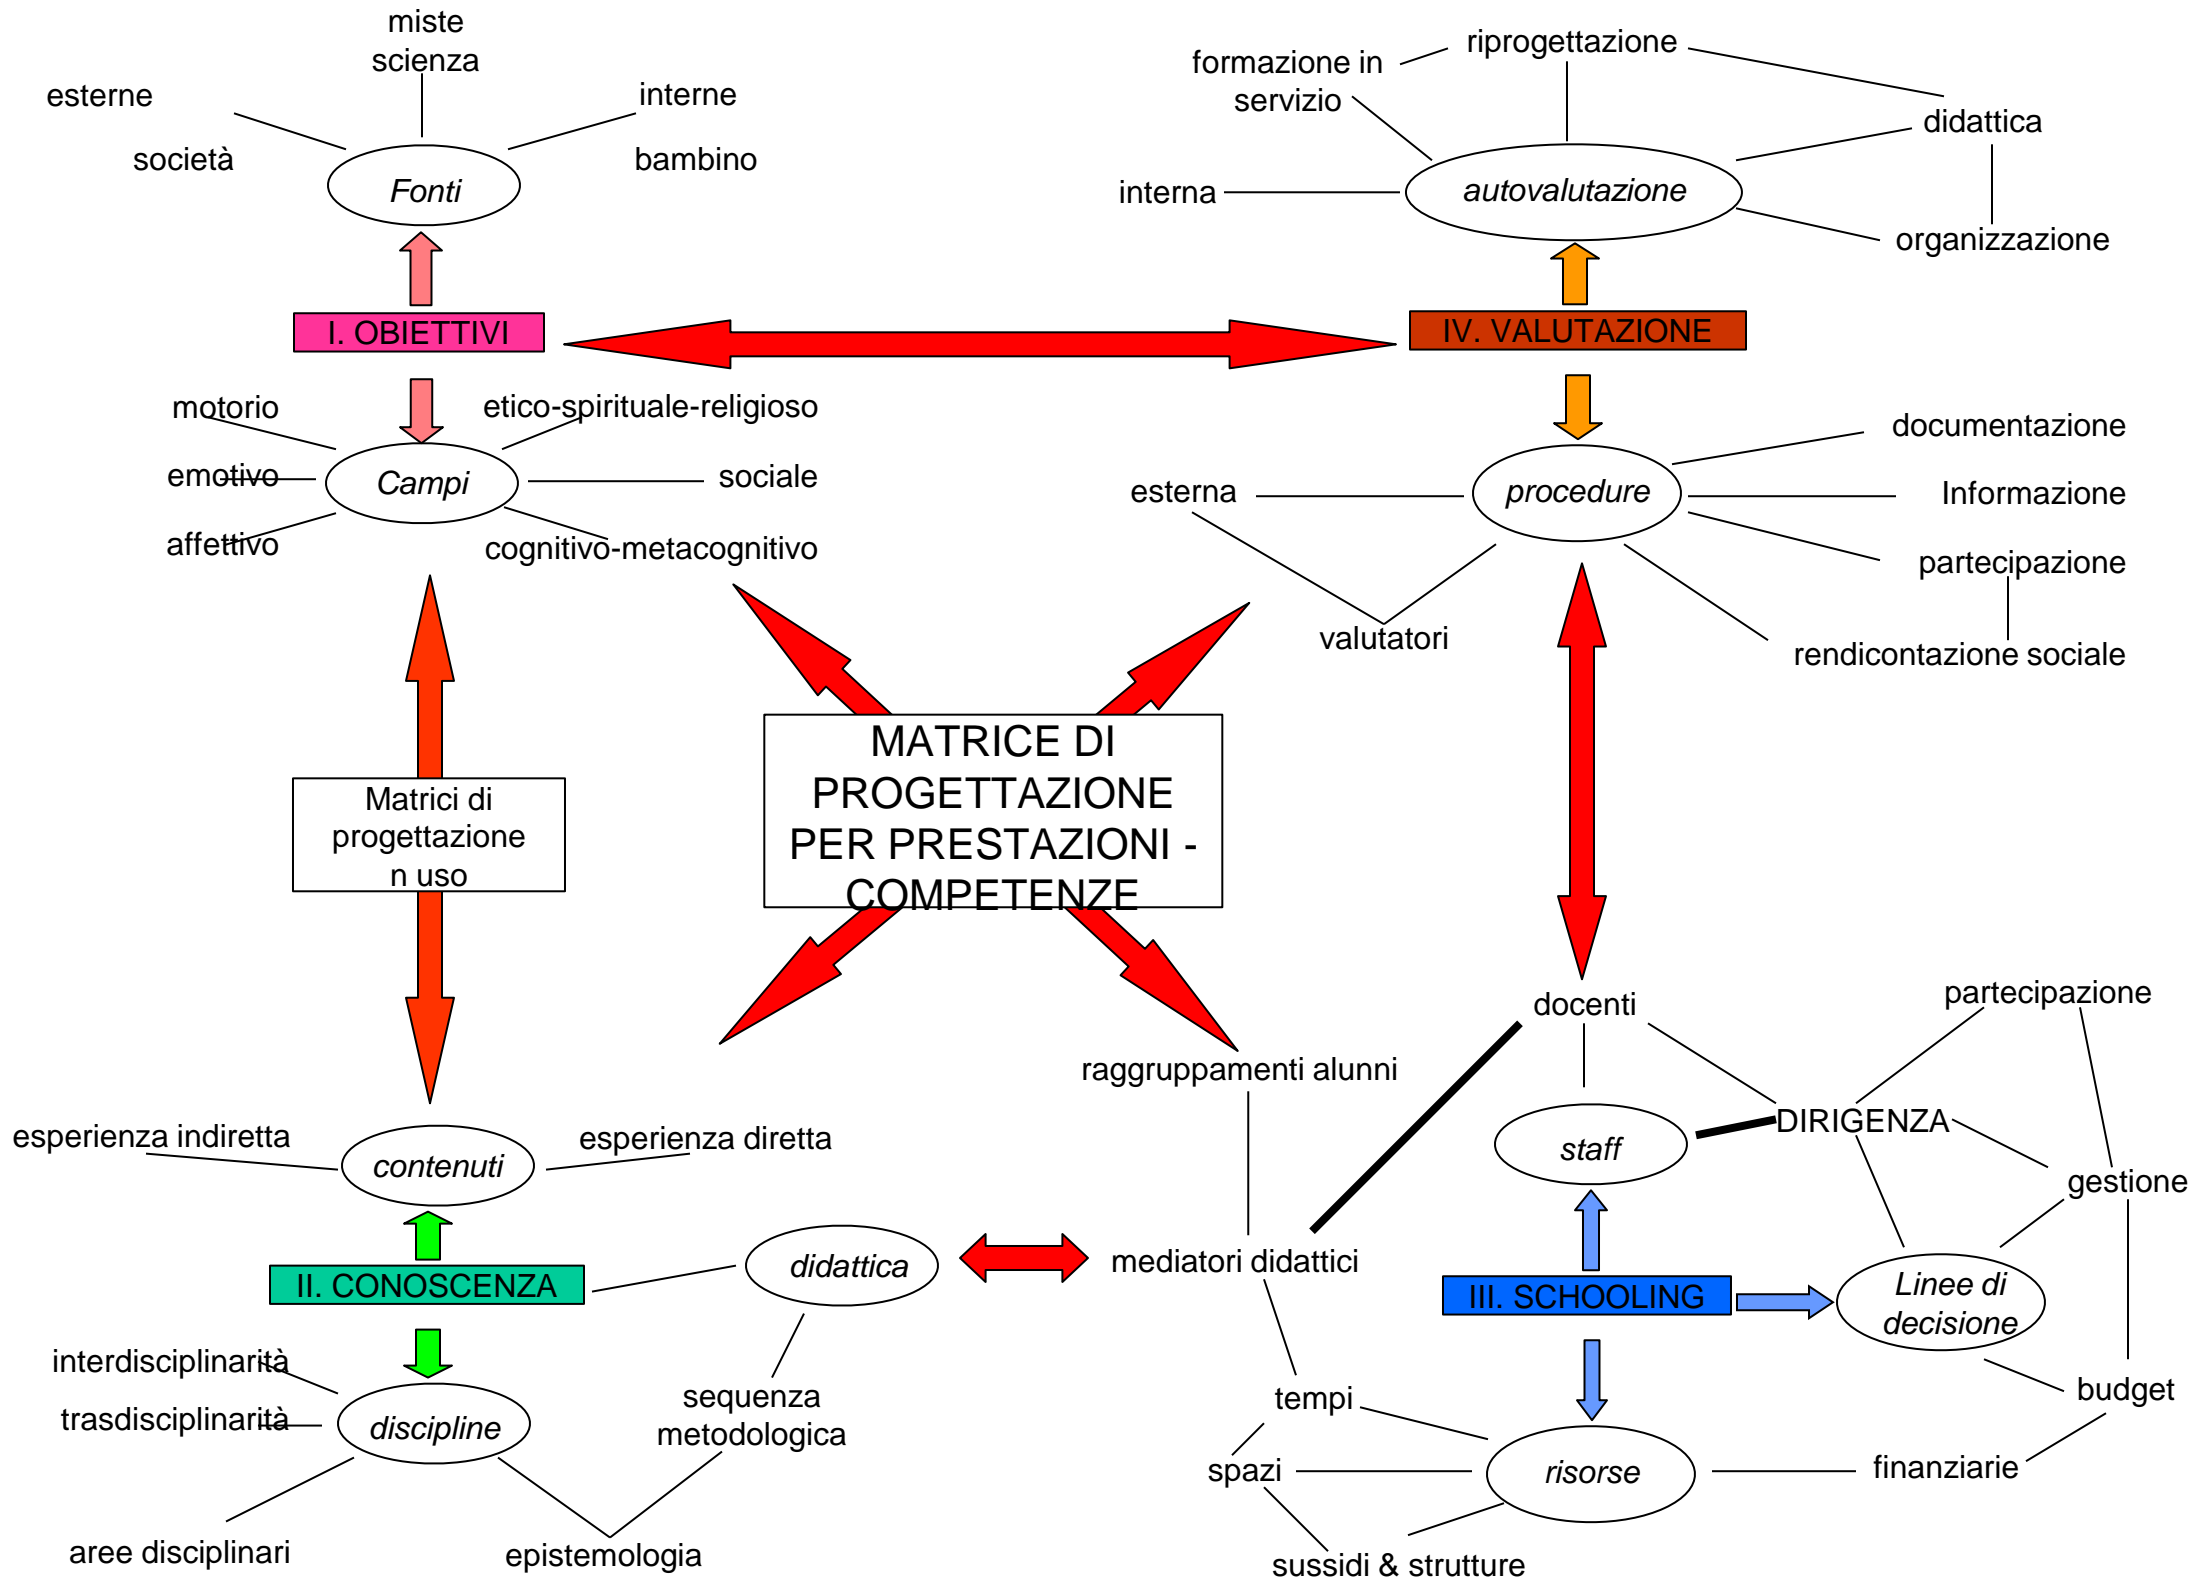 miste
scienza
esterne
interne
società
bambino
Fonti
I. OBIETTIVI
motorio
etico-spirituale-religioso
emotivo
Campi
sociale
affettivo
cognitivo-metacognitivo
riprogettazione
formazione in
servizio
didattica
interna
autovalutazione
organizzazione
IV. VALUTAZIONE
documentazione
esterna
procedure
Informazione
partecipazione
valutatori
rendicontazione sociale
MATRICE DI
PROGETTAZIONE
PER PRESTAZIONI -
COMPETENZE
Matrici di
progettazione
n uso
esperienza indiretta
esperienza diretta
contenuti
didattica
II. CONOSCENZA
interdisciplinarità
trasdisciplinarità
discipline
sequenza
metodologica
aree disciplinari
epistemologia
docenti
partecipazione
raggruppamenti alunni
DIRIGENZA
staff
gestione
mediatori didattici
III. SCHOOLING
Linee di
decisione
tempi
budget
spazi
risorse
finanziarie
sussidi & strutture